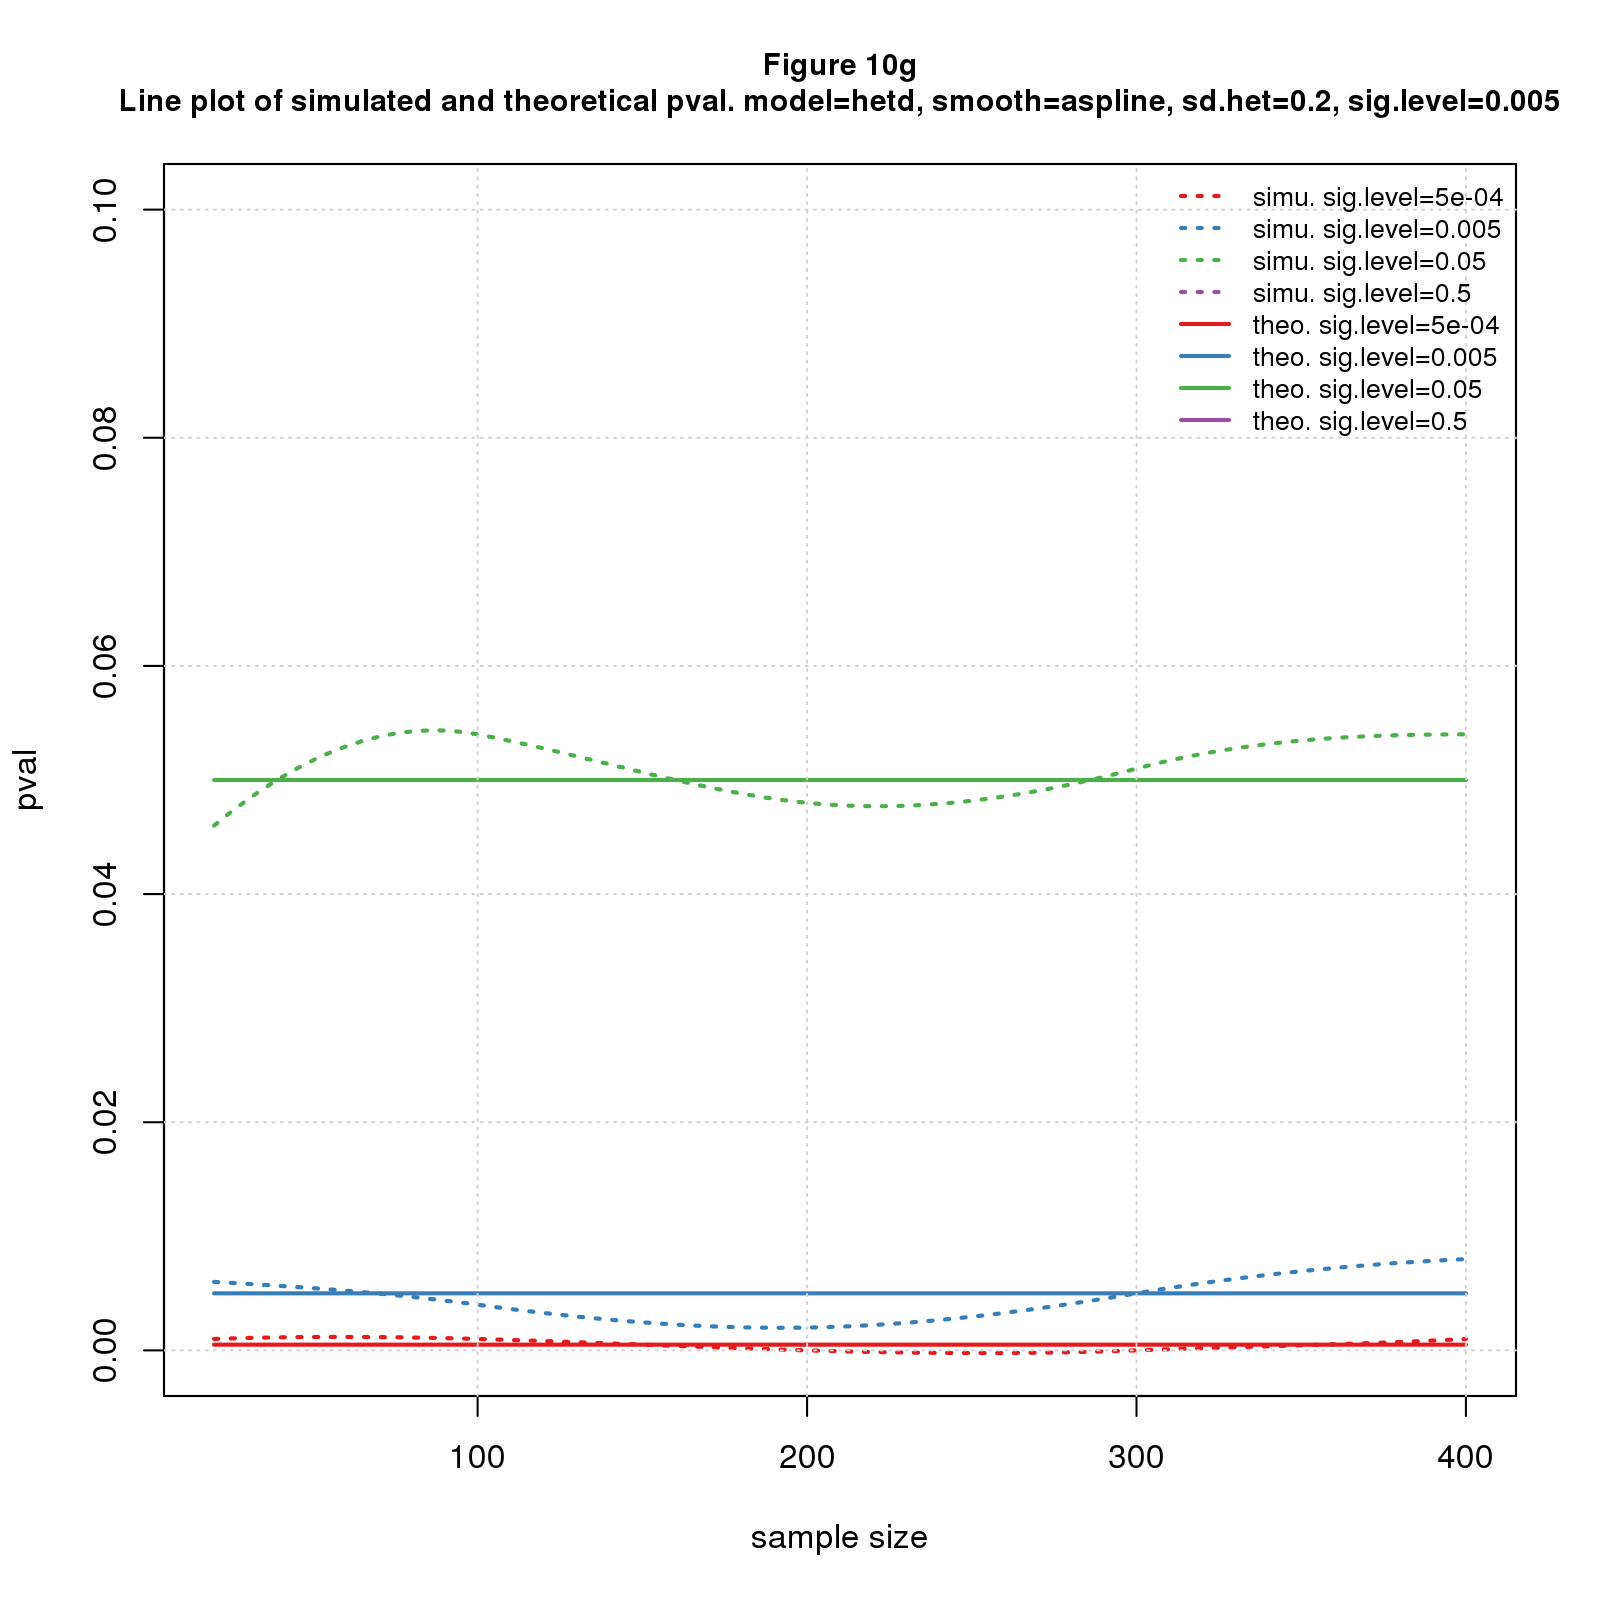 Figure 10g
Line plot of simulated and theoretical pval. model=hetd, smooth=aspline, sd.het=0.2, sig.level=0.005
simu. sig.level=5e-04
simu. sig.level=0.005
simu. sig.level=0.05
simu. sig.level=0.5
theo. sig.level=5e-04
theo. sig.level=0.005
theo. sig.level=0.05
theo. sig.level=0.5
pval
0.10
0.08
0.06
0.04
0.02
0.00
100 200 300 400
sample size